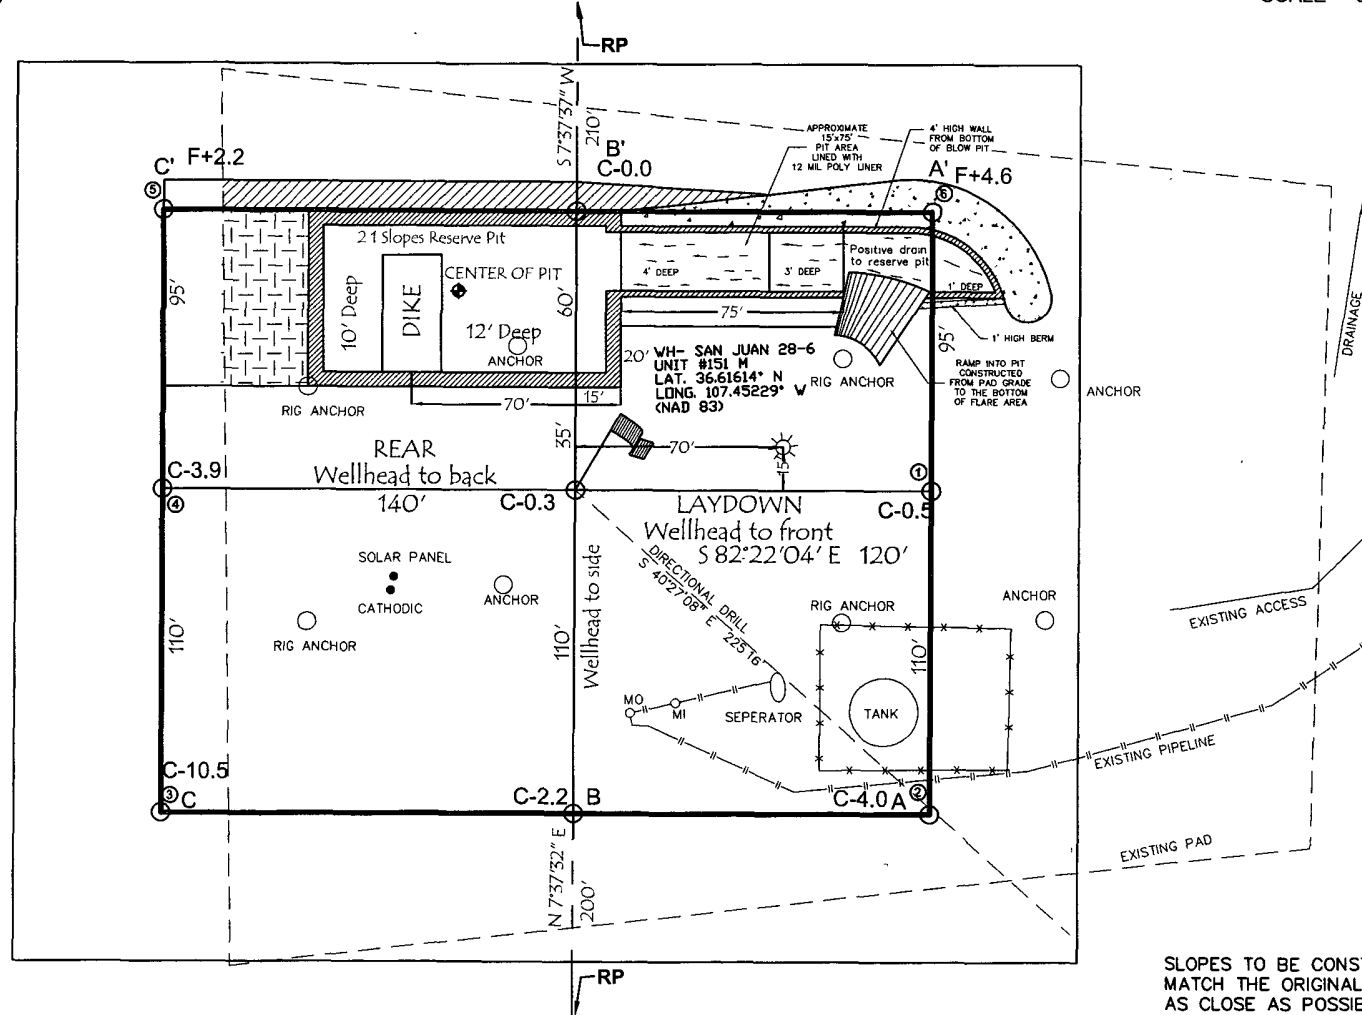 RP
S 7°37'37" W
210'
C' F+2.2
B'
C-0.0
A' F+4.6
5
6
APPROXIMATE
15'x75'
PIT AREA
LINED WITH
12 MIL POLY LINER
4' HIGH WALL
FROM BOTTOM
OF BLOW PIT
2 1 Slopes Reserve Pit
CENTER OF PIT
DIKE
10' Deep
12' Deep
ANCHOR
60'
95'
4' DEEP
3' DEEP
Positive drain
to reserve pit
1' DEEP
75'
95'
1' HIGH BERM
DRAINAGE
20'
WH- SAN JUAN 28-6
UNIT #151 M
LAT. 36.61614° N
LONG. 107.45229° W
(NAD 83)
RIG ANCHOR
RAMP INTO PIT
CONSTRUCTED
FROM PAD GRADE
TO THE BOTTOM
OF FLARE AREA
ANCHOR
RIG ANCHOR
70'
15'
35'
70'
15'
REAR
Wellhead to back
140'
C-3.9
4
C-0.3
1
C-0.5
LAYDOWN
Wellhead to front
S 82°22'04' E 120'
DIRECTIONAL DRILL
S 40°27'08" E 225 16'
SOLAR PANEL
CATHODIC
ANCHOR
RIG ANCHOR
110'
110'
Wellhead to side
RIG ANCHOR
ANCHOR
110'
EXISTING ACCESS
MO
MI
SEPERATOR
TANK
EXISTING PIPELINE
C-10.5
3 C
C-2.2 B
C-4.0 A 2
EXISTING PAD
N 7°37'32" E
200'
RP
SLOPES TO BE
MATCH THE ORIGINAL
AS CLOSE AS